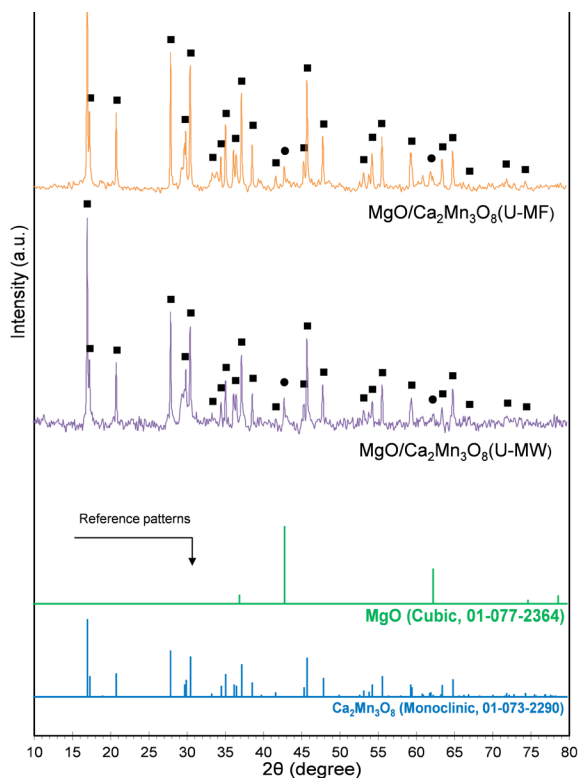 Intensity (a.u.)
MgO/Ca₂Mn₃O₈(U-MF)
MgO/Ca₂Mn₃O₈(U-MW)
Reference patterns
MgO (Cubic, 01-077-2364)
Ca₂Mn₃O₈ (Monoclinic, 01-073-2290)
10 15 20 25 30 35 40 45 50 55 60 65 70 75 80
2θ (degree)